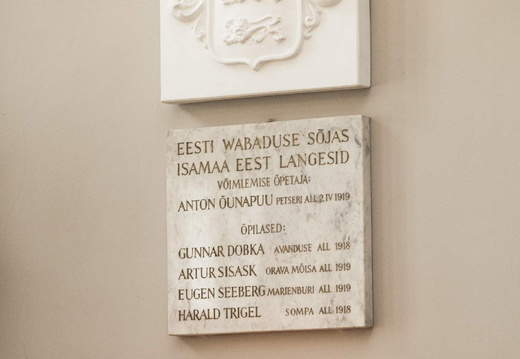 EESTI WABADUSE SÕJAS
ISAMAA EEST LANGESID
VÕIMLEMISE ÕPETAJA:
ANTON ÕUNAPUU PETSERI ALL 2. IV 1919
ÕPILASED:
GUNNAR DOBKA AVANDUSE ALL 1918
ARTUR SISASK ORAVA MÕISA ALL 1919
EUGEN SEEBERG MARIENBURI ALL 1919
HARALD TRIGEL SOMPA ALL 1918